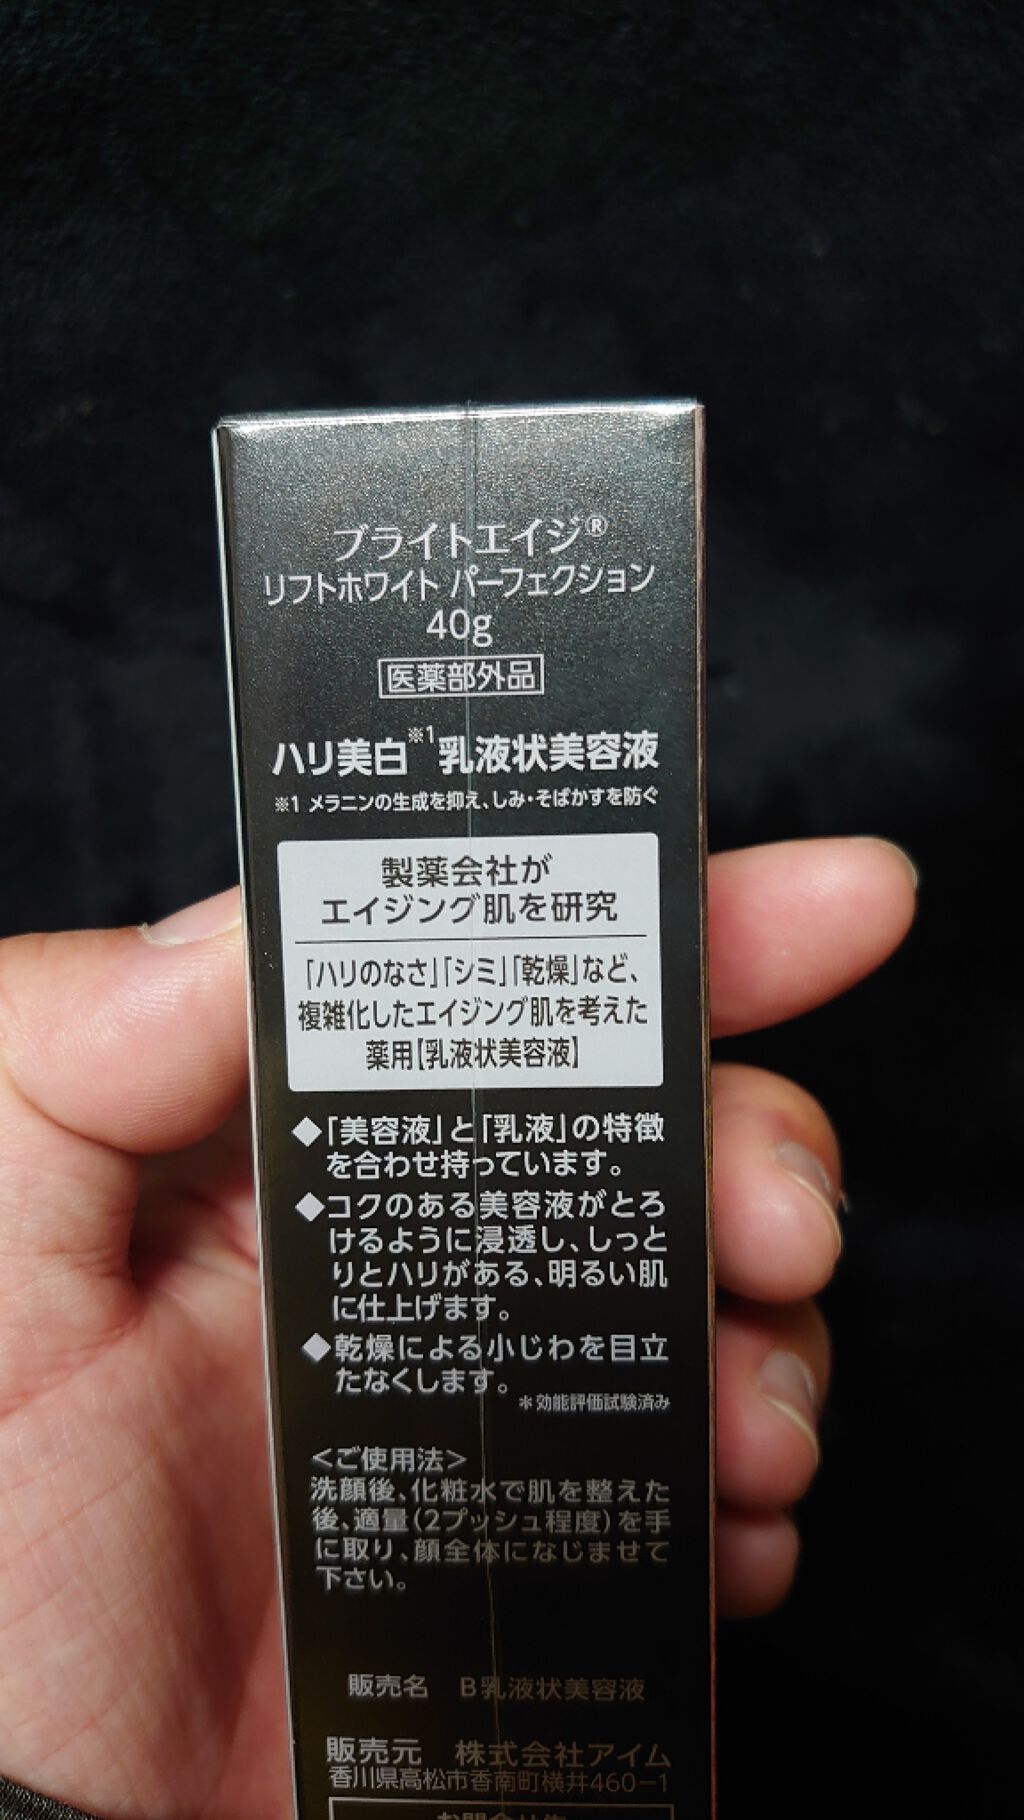 ブライトエイジ®
リフトホワイト パーフェクション
40g
医薬部外品
ハリ美白※1乳液状美容液
※1 メラニンの生成を抑え、しみ・そばかすを防ぐ
製薬会社が
エイジング肌を研究
「ハリのなさ」「シミ」「乾燥」など、
複雑化したエイジング肌を考えた
薬用【乳液状美容液】
◆「美容液」と「乳液」の特徴
を合わせ持っています。
◆コクのある美容液がとろ
けるように浸透し、しっと
りとハリがある、明るい肌
に仕上げます。
◆乾燥による小じわを目立
たなくします。
＊効能評価試験済み
＜ご使用法＞
洗顔後、化粧水で肌を整えた
後、適量（2プッシュ程度）を手
に取り、顔全体になじませて
下さい。
販売名 B乳液状美容液
販売元 株式会社アイム
香川県高松市香南町横井460−1